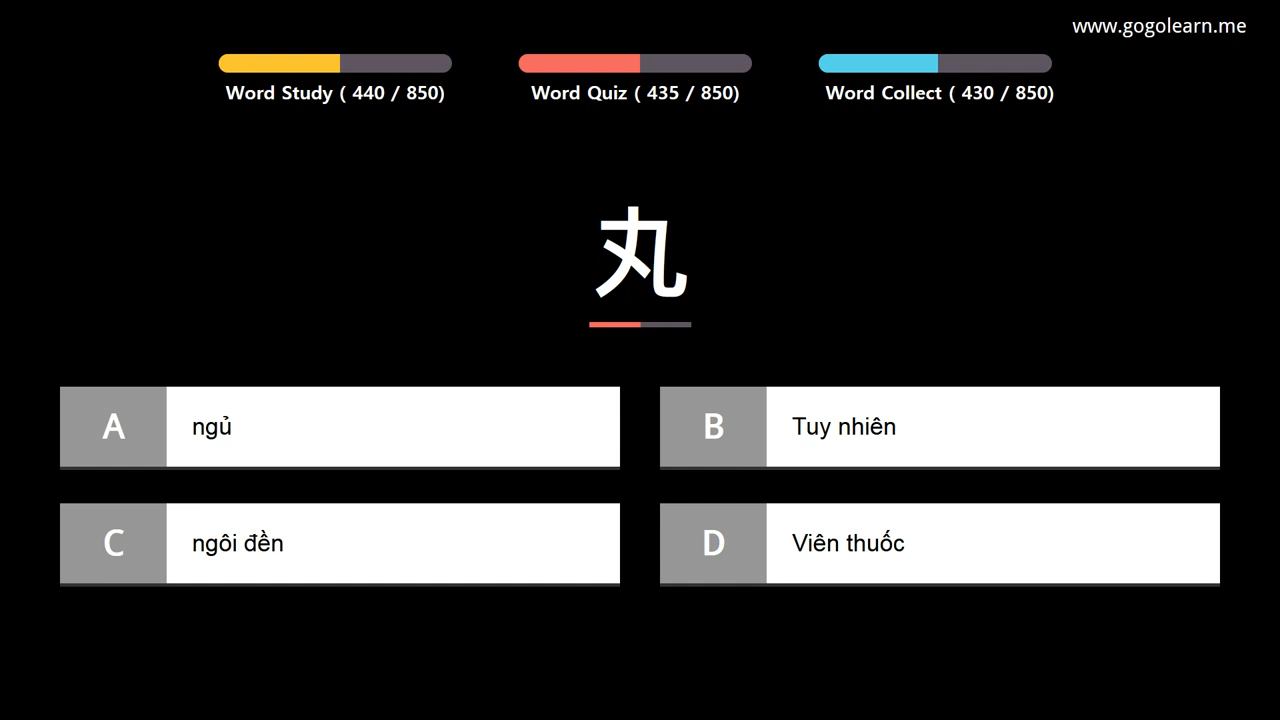 www.gogolearn.me
Word Study ( 440 / 850)
Word Quiz ( 435 / 850)
Word Collect ( 430 / 850)
丸
A ngủ
B Tuy nhiên
C ngôi đền
D Viên thuốc